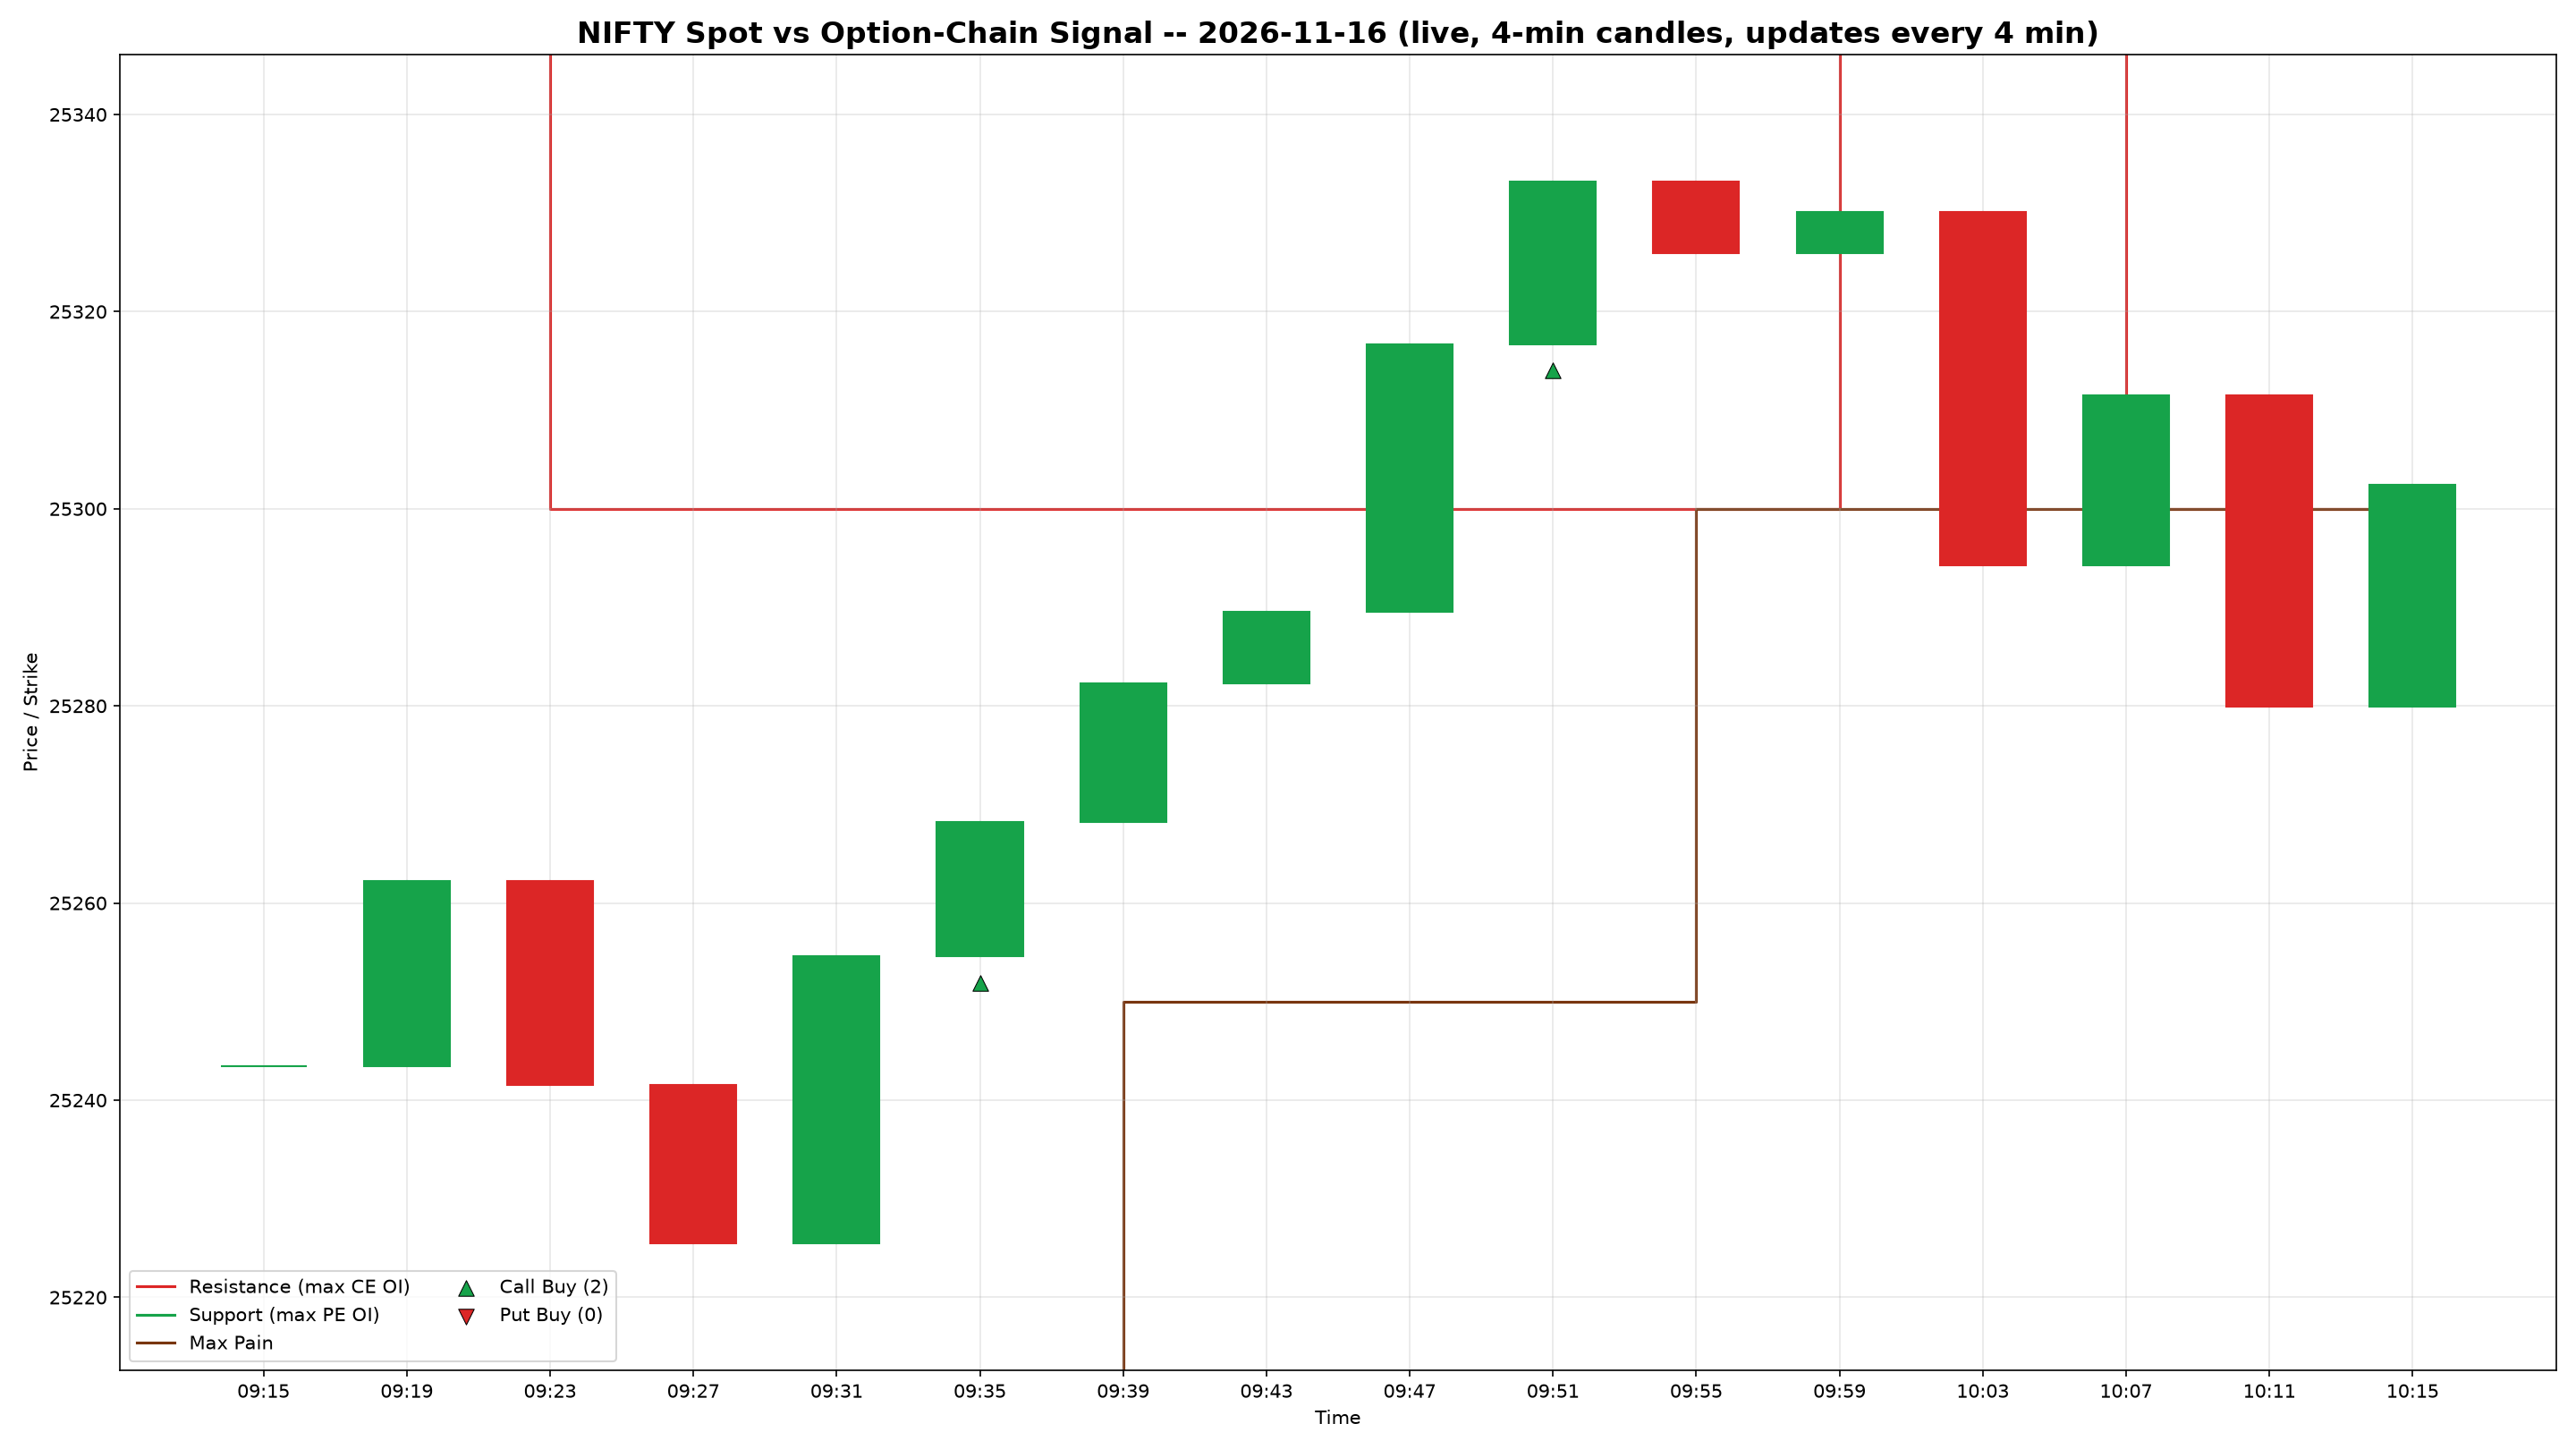 NIFTY Spot vs Option-Chain Signal -- 2026-11-16 (live, 4-min candles, updates every 4 min)
Price / Strike
25340
25320
25300
25280
25260
25240
25220
Resistance (max CE OI)
Support (max PE OI)
Max Pain
Call Buy (2)
Put Buy (0)
09:15 09:19 09:23 09:27 09:31 09:35 09:39 09:43 09:47 09:51 09:55 09:59 10:03 10:07 10:11 10:15
Time